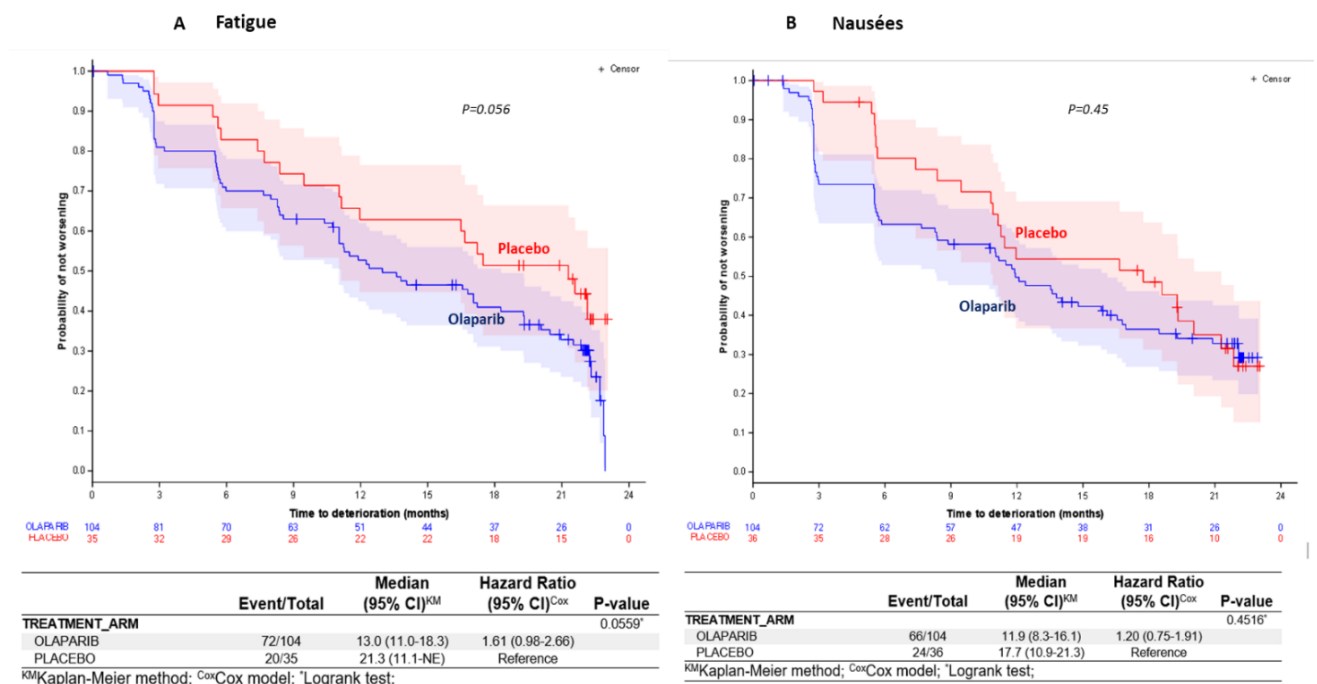 A Fatigue
+ Censor
P=0.056
Placebo
Olaparib
Probability of not worsening
1.0
0.9
0.8
0.7
0.6
0.5
0.4
0.3
0.2
0.1
0.0
0 3 6 9 12 15 18 21 24
Time to deterioration (months)
OLAPARIB 104 81 70 63 51 44 37 26 0
PLACEBO 35 32 29 26 22 22 18 15 0
Event/Total Median (95% CI)KM Hazard Ratio (95% CI)Cox P-value
TREATMENT_ARM 0.0559*
OLAPARIB 72/104 13.0 (11.0-18.3) 1.61 (0.98-2.66)
PLACEBO 20/35 21.3 (11.1-NE) Reference
KMKaplan-Meier method; CoxCox model; *Logrank test;
B Nausées
+ Censor
P=0.45
Placebo
Olaparib
Probability of not worsening
1.0
0.9
0.8
0.7
0.6
0.5
0.4
0.3
0.2
0.1
0.0
0 3 6 9 12 15 18 21 24
Time to deterioration (months)
OLAPARIB 104 72 62 57 47 38 31 26 0
PLACEBO 36 35 28 26 19 19 16 10 0
Event/Total Median (95% CI)KM Hazard Ratio (95% CI)Cox P-value
TREATMENT_ARM 0.4516*
OLAPARIB 66/104 11.9 (8.3-16.1) 1.20 (0.75-1.91)
PLACEBO 24/36 17.7 (10.9-21.3) Reference
KMKaplan-Meier method; CoxCox model; *Logrank test;